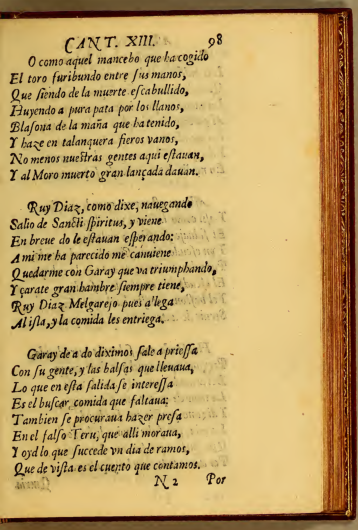 CANT. XIII. 98
O como aquel mancebo que ha cogido
El toro furibundo entre sus manos,
Que siendo de la muerte escabullido,
Huyendo a pura pata por los llanos,
Blasona de la maña que ha tenido,
Y haze en talanquera fieros vanos,
No menos nuestras gentes aqui estauan,
Y al Moro muerto gran lançada dauan.
Ruy Diaz, como dixe, nauegando
Salio de Sancti spiritus, y viene
En breue do le estauan esperando:
A mi me ha parecido me conuiene
Quedarme con Garay que va triumphando,
Y çarate gran hambre siempre tiene,
Ruy Diaz Melgarejo pues allega
Al isla, y la comida les entriega.
Garay de a do diximos sale a priessa
Con su gente, y las balsas que lleuaua,
Lo que en esta salida se interessa
Es el buscar comida que faltaua:
Tambien se procuraua hazer presa
En el falso Teru, que alli moraua,
Y oyd lo que succede vn dia de ramos,
Que de vista es el cuento que contamos.
N 2 Por